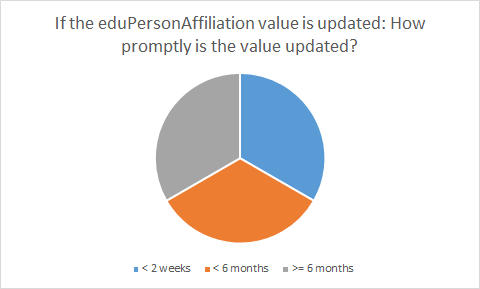 If the eduPersonAffiliation value is updated: How
promptly is the value updated?
< 2 weeks < 6 months >= 6 months